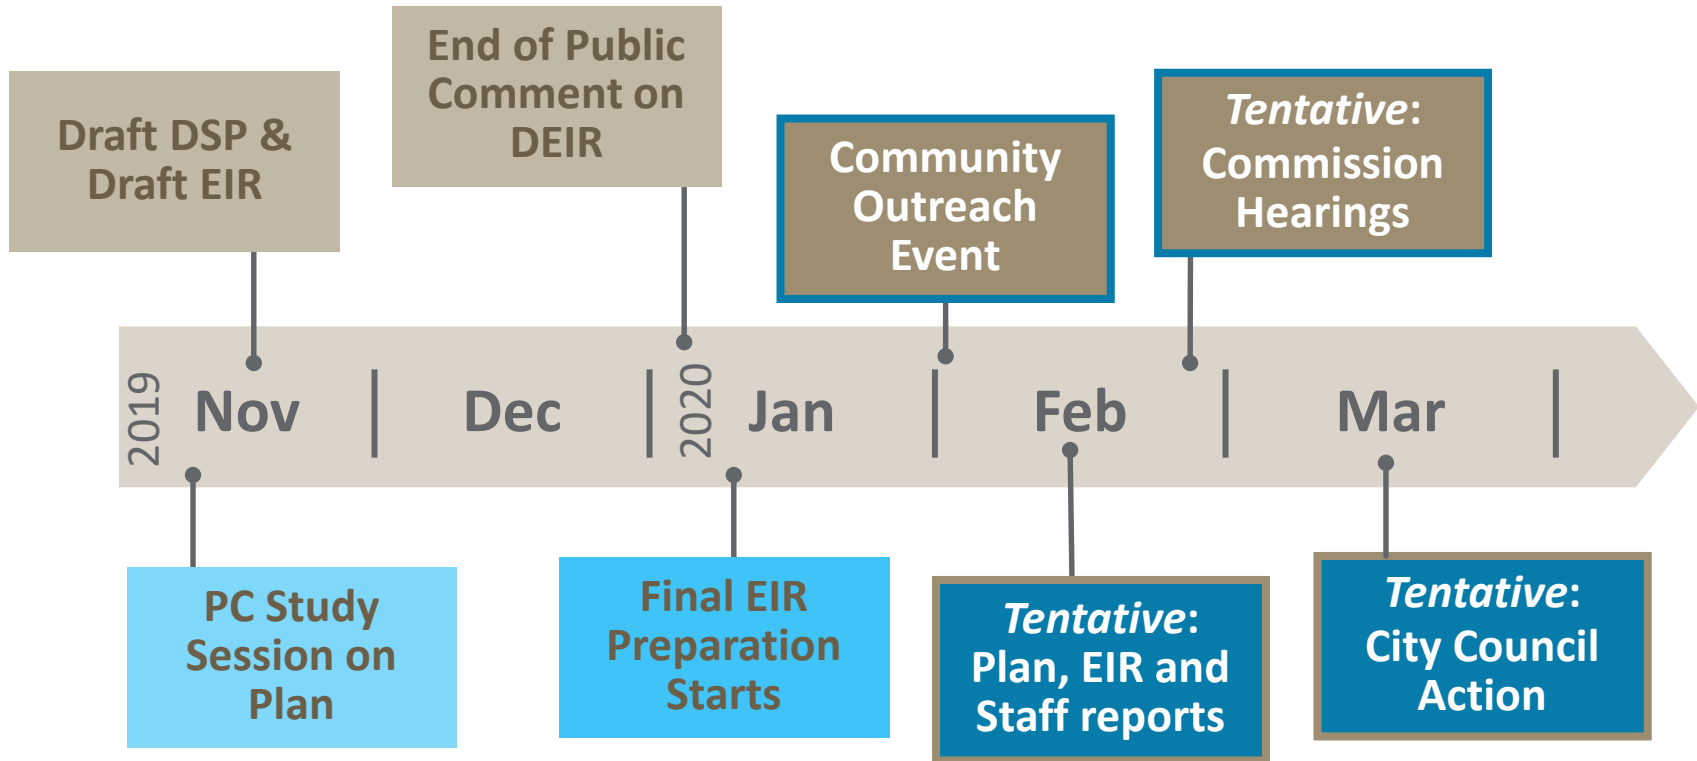 Draft DSP &
Draft EIR
End of Public
Comment on
DEIR
Community
Outreach
Event
Tentative:
Commission
Hearings
2019
Nov
Dec
2020
Jan
Feb
Mar
PC Study
Session on
Plan
Final EIR
Preparation
Starts
Tentative:
Plan, EIR and
Staff reports
Tentative:
City Council
Action